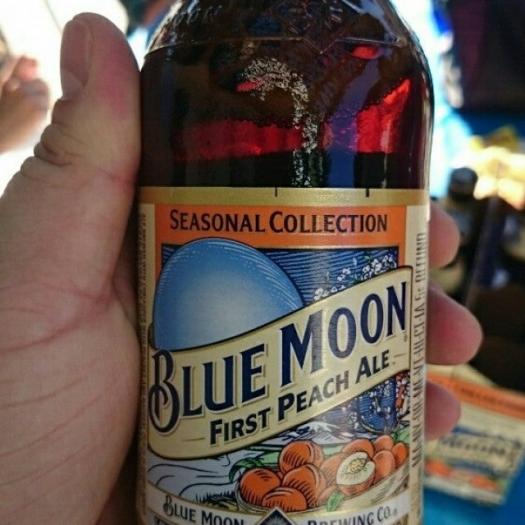 SEASONAL COLLECTION
BLUE MOON
FIRST PEACH ALE
BLUE MOON BREWING CO.